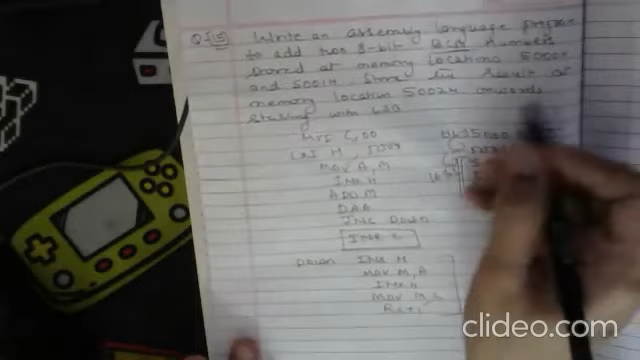 Q[15] Write an assembly language program
to add two 8-bit BCD numbers
stored at memory locations 5000H
and 5001H. Store the result at
memory location 5002H onwards
starting with LSB
MVI C, 00
LXI H, 5000
MOV A, M
INX H
ADD M
DAA
JNC Down
INR C
Down INX H
MOV M, A
INX H
MOV M, C
clideo.com